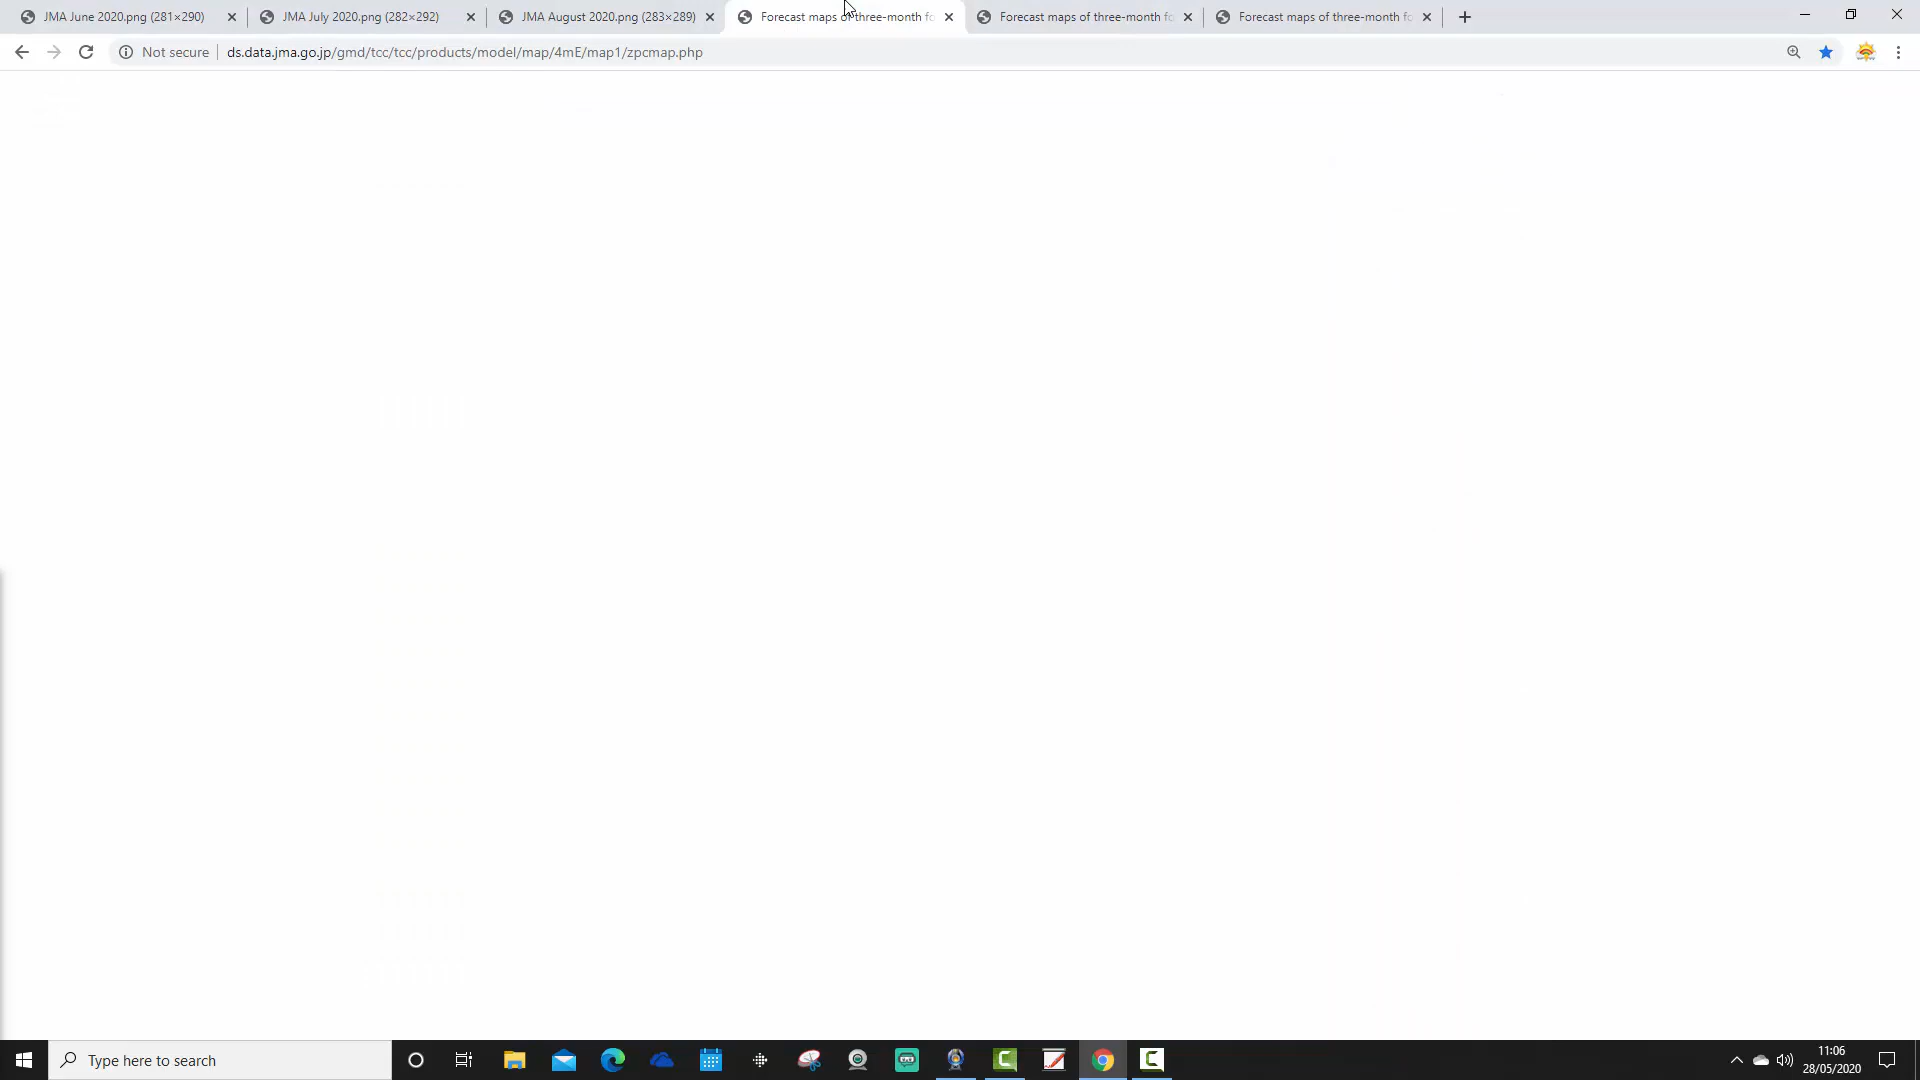 JMA June 2020.png (281×290)
JMA July 2020.png (282×292)
JMA August 2020.png (283×289)
Forecast maps of three-month fo
Forecast maps of three-month fo
Forecast maps of three-month fo
Not secure
ds.data.jma.go.jp/gmd/tcc/tcc/products/model/map/4mE/map1/zpcmap.php
Type here to search
11:06
28/05/2020